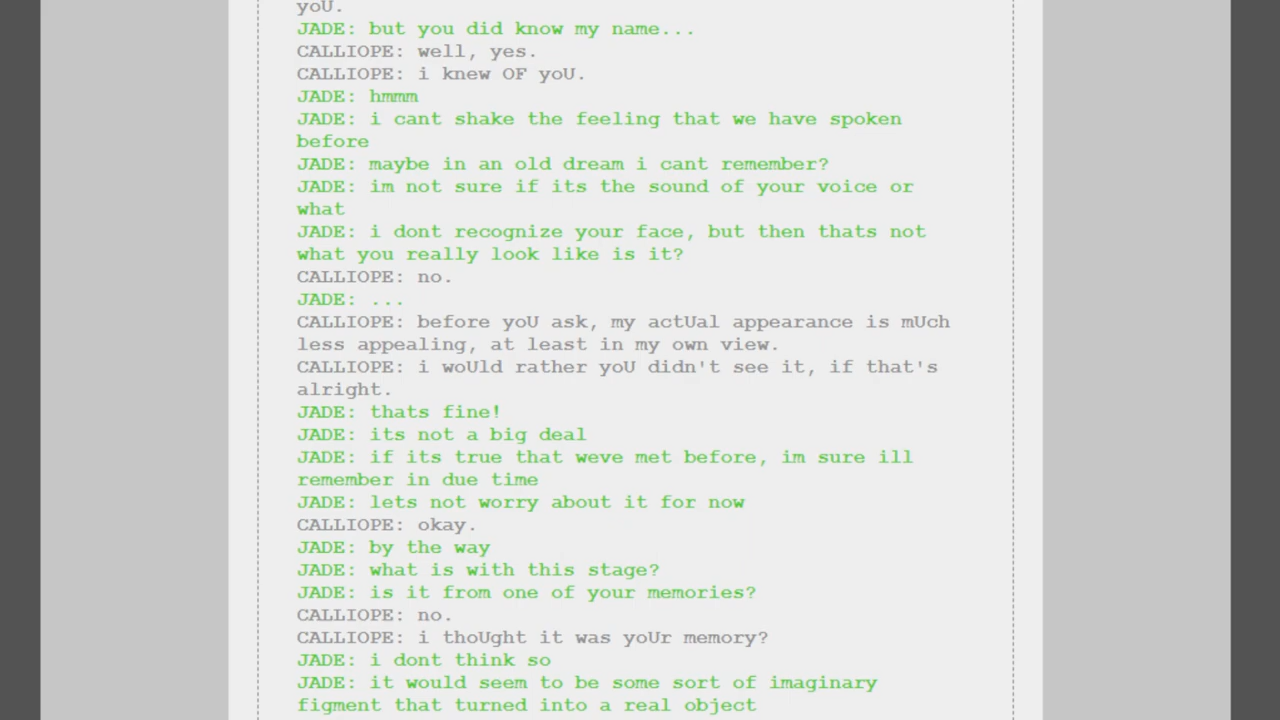 yoU.
JADE: but you did know my name...
CALLIOPE: well, yes.
CALLIOPE: i knew OF yoU.
JADE: hmmm
JADE: i cant shake the feeling that we have spoken
before
JADE: maybe in an old dream i cant remember?
JADE: im not sure if its the sound of your voice or
what
JADE: i dont recognize your face, but then thats not
what you really look like is it?
CALLIOPE: no.
JADE: ...
CALLIOPE: before yoU ask, my actUal appearance is mUch
less appealing, at least in my own view.
CALLIOPE: i woUld rather yoU didn't see it, if that's
alright.
JADE: thats fine!
JADE: its not a big deal
JADE: if its true that weve met before, im sure ill
remember in due time
JADE: lets not worry about it for now
CALLIOPE: okay.
JADE: by the way
JADE: what is with this stage?
JADE: is it from one of your memories?
CALLIOPE: no.
CALLIOPE: i thoUght it was yoUr memory?
JADE: i dont think so
JADE: it would seem to be some sort of imaginary
figment that turned into a real object